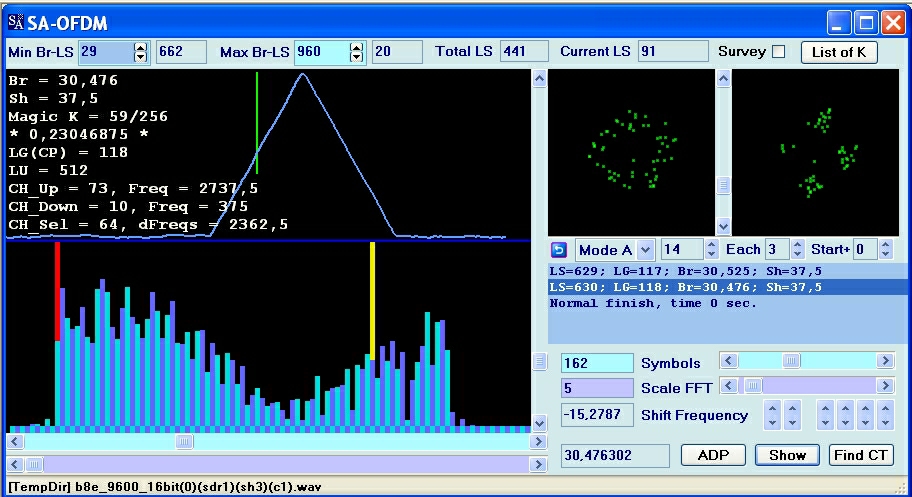 SA-OFDM
Min Br-LS 29 662 Max Br-LS 960 20 Total LS 441 Current LS 91 Survey List of K
Br = 30,476
Sh = 37,5
Magic K = 59/256
* 0,23046875 *
LG(CP) = 118
LU = 512
CH_Up = 73, Freq = 2737,5
CH_Down = 10, Freq = 375
CH_Sel = 64, dFreqs = 2362,5
Mode A 14 Each 3 Start+ 0
LS=629; LG=117; Br=30,525; Sh=37,5
LS=630; LG=118; Br=30,476; Sh=37,5
Normal finish, time 0 sec.
162 Symbols
5 Scale FFT
-15,2787 Shift Frequency
30,476302 ADP Show Find CT
[TempDir] b8e_9600_16bit(0)(sdr1)(sh3)(c1).wav